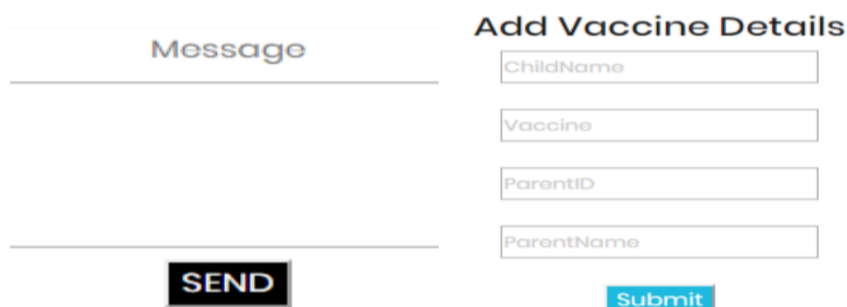 Message
SEND
Add Vaccine Details
ChildName
Vaccine
ParentID
ParentName
Submit